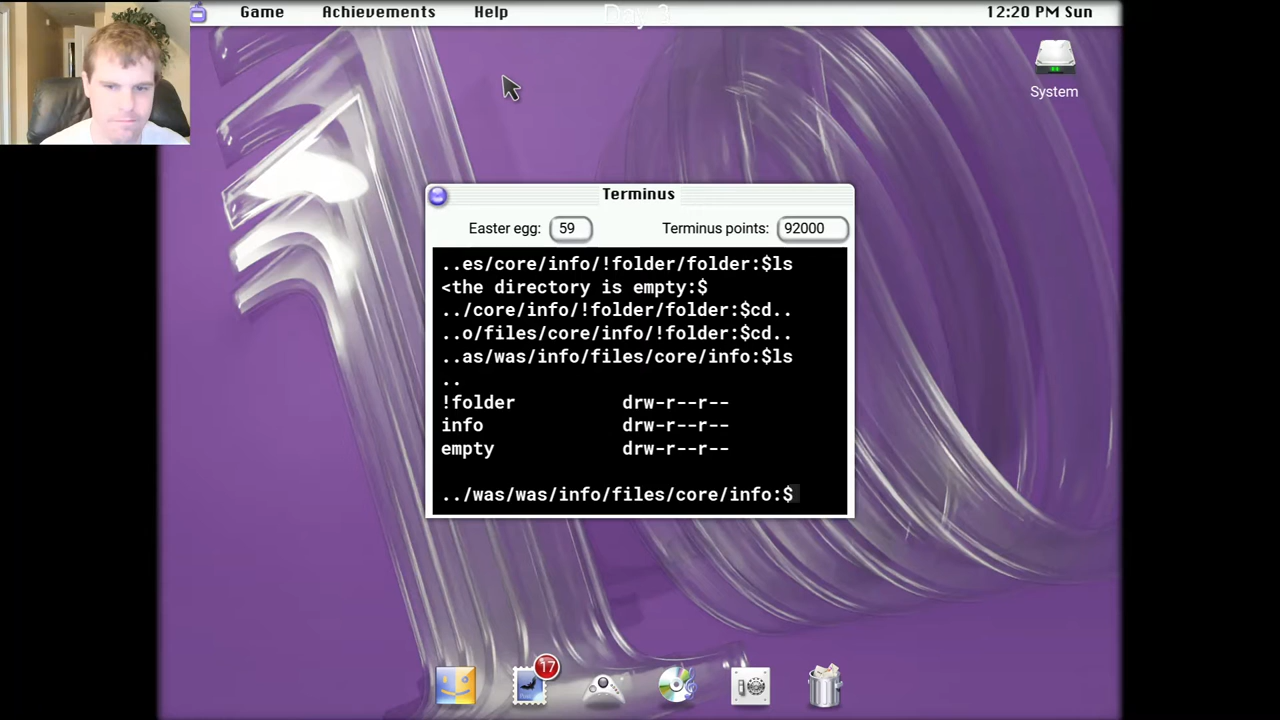 Game Achievements Help Day 3 12:20 PM Sun
System
Terminus
Easter egg: 59 Terminus points: 92000
..es/core/info/!folder/folder:$ls
<the directory is empty:$
../core/info/!folder/folder:$cd..
..o/files/core/info/!folder:$cd..
..as/was/info/files/core/info:$ls
..
!folder drw-r--r--
info drw-r--r--
empty drw-r--r--
../was/was/info/files/core/info:$
17